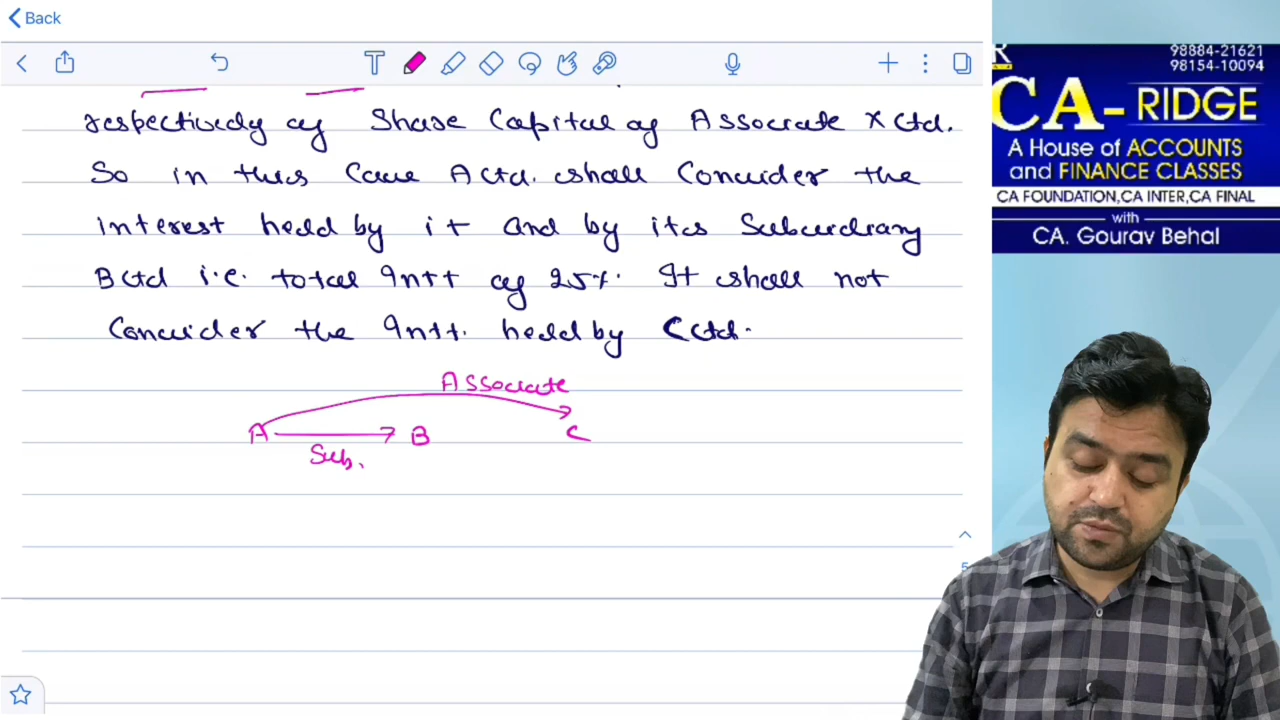 Back
98884-21621
98154-10094
R
CA-RIDGE
A House of ACCOUNTS
and FINANCE CLASSES
CA FOUNDATION,CA INTER,CA FINAL
with
CA. Gourav Behal
respectively of Share Capital of Associate X Ltd.
So in this Case A Ltd. shall Consider the
interest held by it and by its Subsidiary
B Ltd i.e. total Intt of 25%. It shall not
Consider the Intt. held by C Ltd.
Associate
A B C
Sub.
5